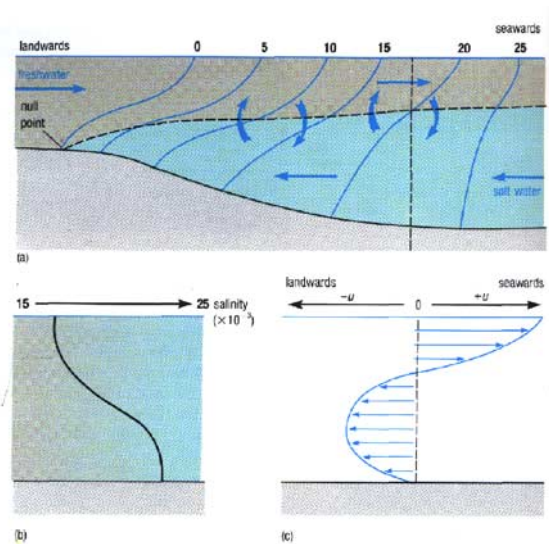 seawards
landwards 0 5 10 15 20 25
freshwater
null
point
salt water
(a)
15 25 salinity
(×10⁻³)
(b)
landwards seawards
–u 0 +u
(c)